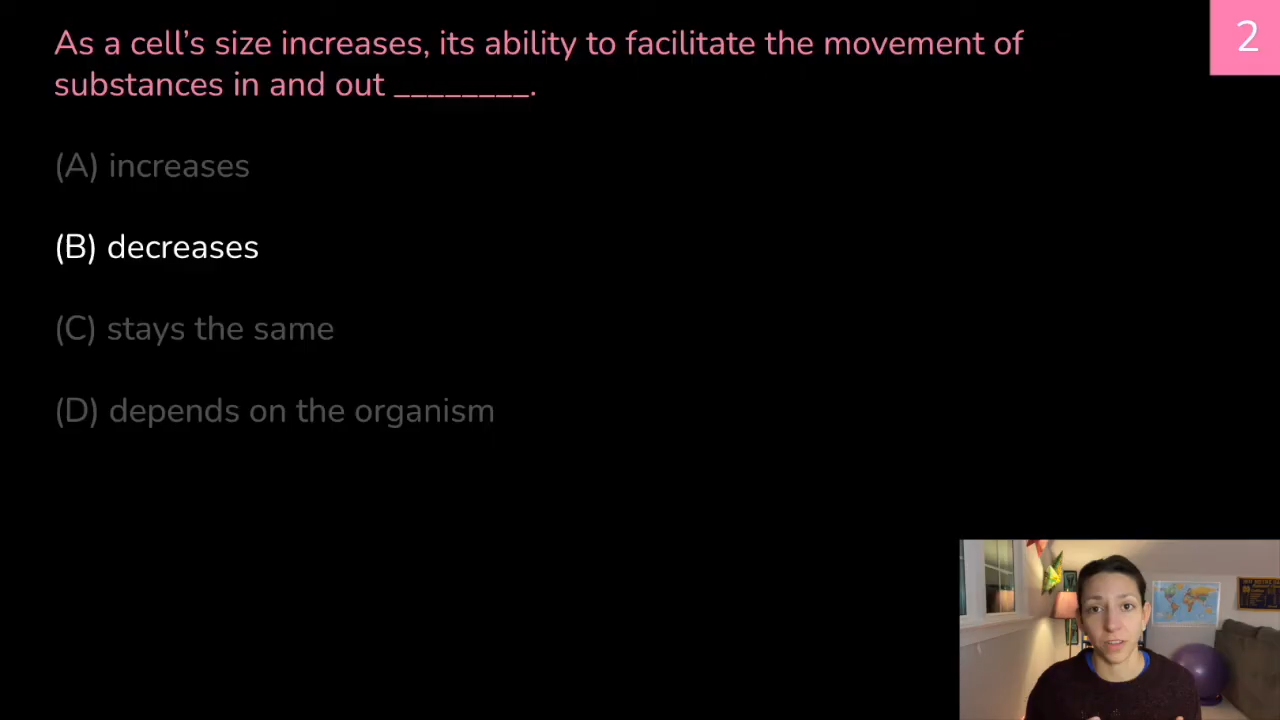 As a cell’s size increases, its ability to facilitate the movement of
substances in and out ________.
2
(A) increases
(B) decreases
(C) stays the same
(D) depends on the organism